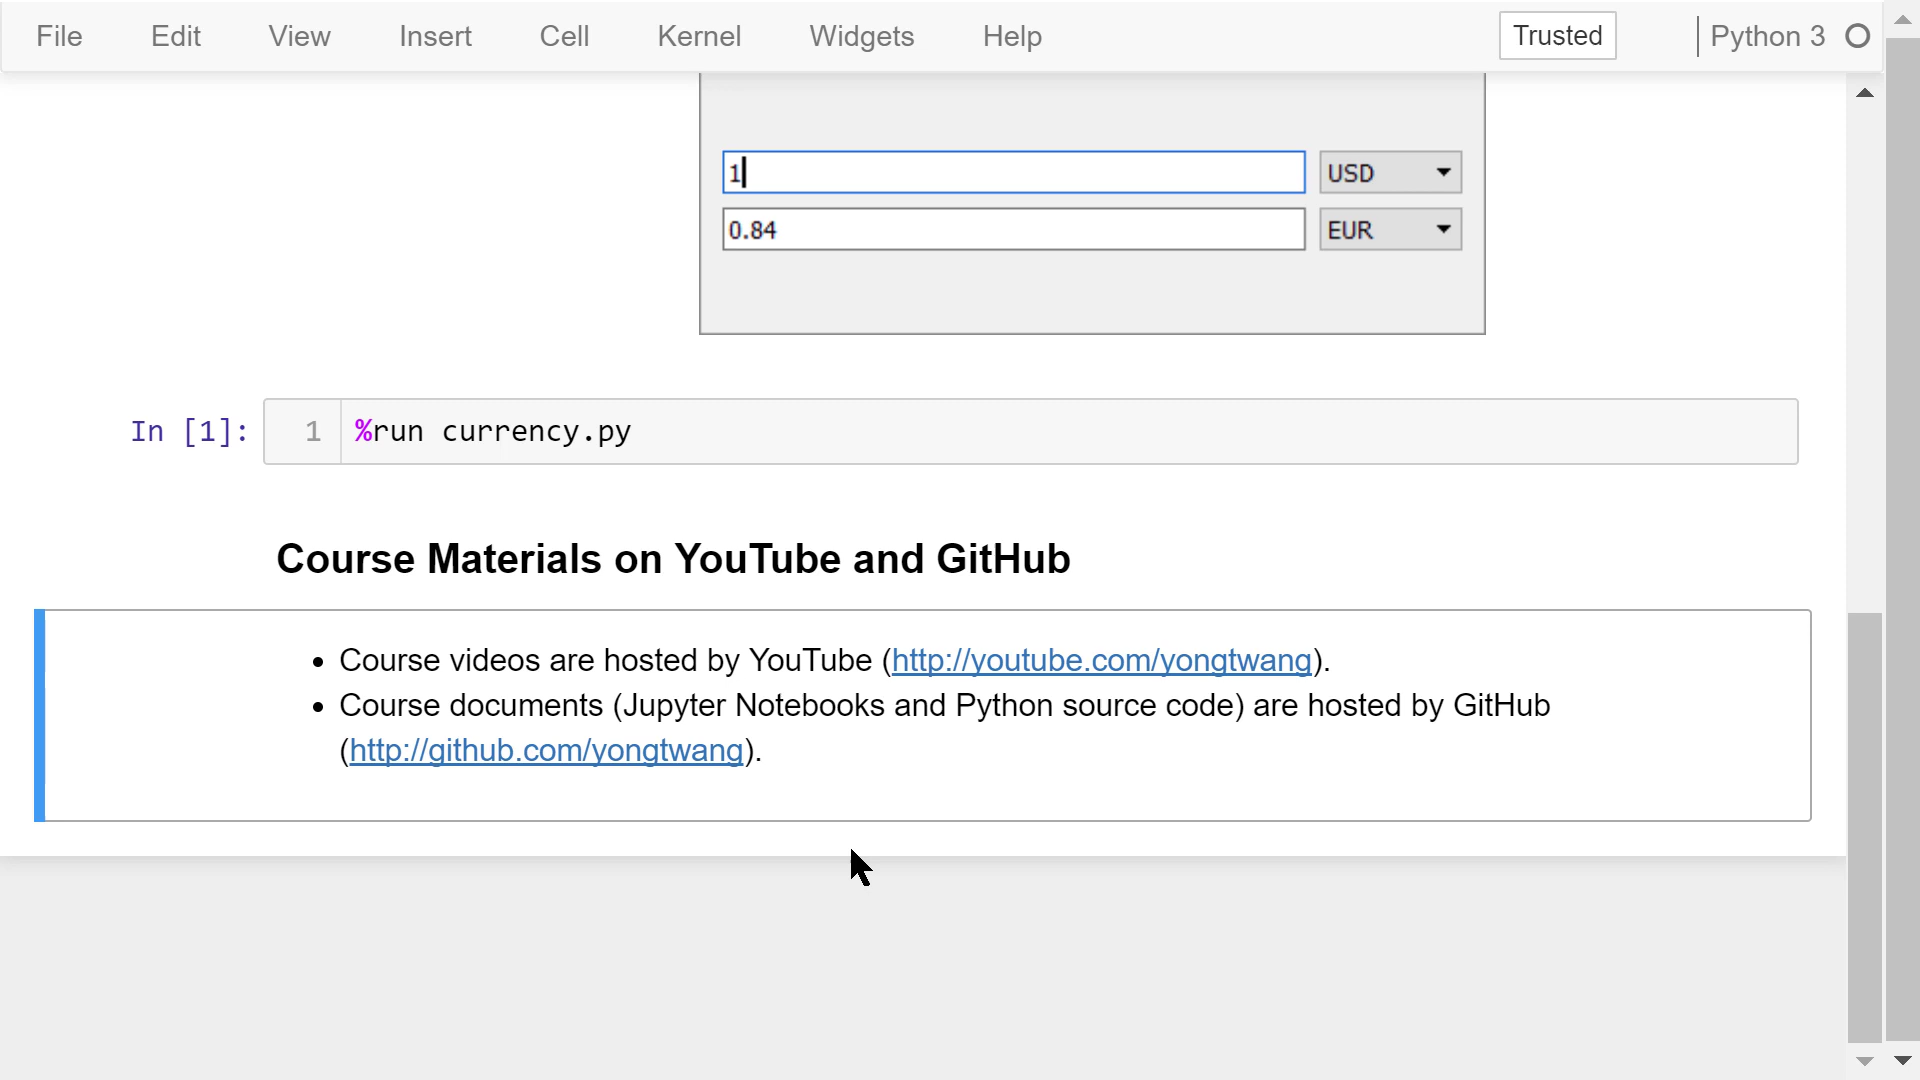 File Edit View Insert Cell Kernel Widgets Help Trusted Python 3
1 USD
0.84 EUR
In [1]: 1 %run currency.py
Course Materials on YouTube and GitHub
• Course videos are hosted by YouTube (http://youtube.com/yongtwang).
• Course documents (Jupyter Notebooks and Python source code) are hosted by GitHub
(http://github.com/yongtwang).